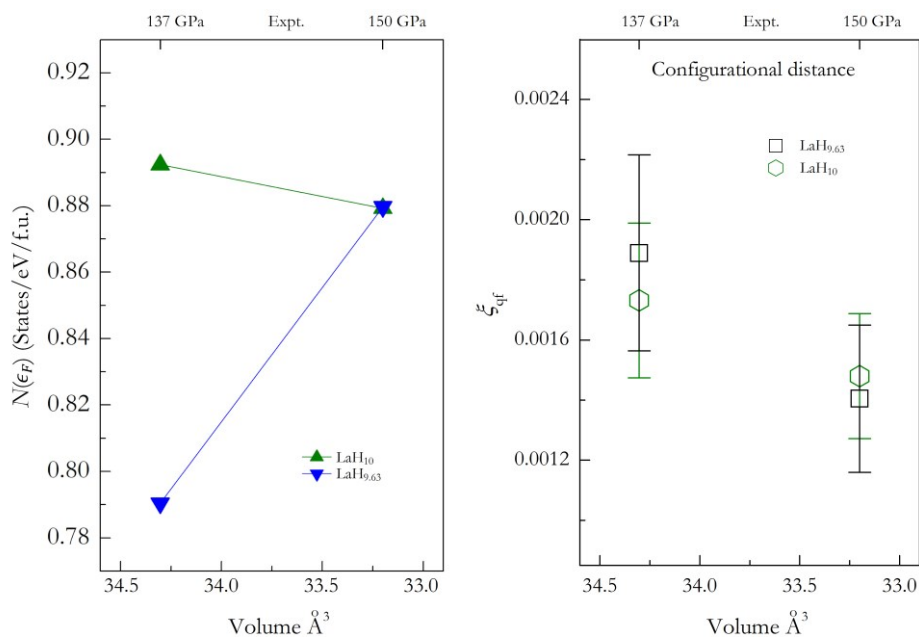 137 GPa Expt. 150 GPa
0.92
0.90
0.88
0.86
0.84
0.82
0.80
0.78
N(ϵF) (States/eV/f.u.)
LaH10
LaH9.63
34.5 34.0 33.5 33.0
Volume Å3
137 GPa Expt. 150 GPa
Configurational distance
0.0024
0.0020
0.0016
0.0012
ξqf
LaH9.63
LaH10
34.5 34.0 33.5 33.0
Volume Å3